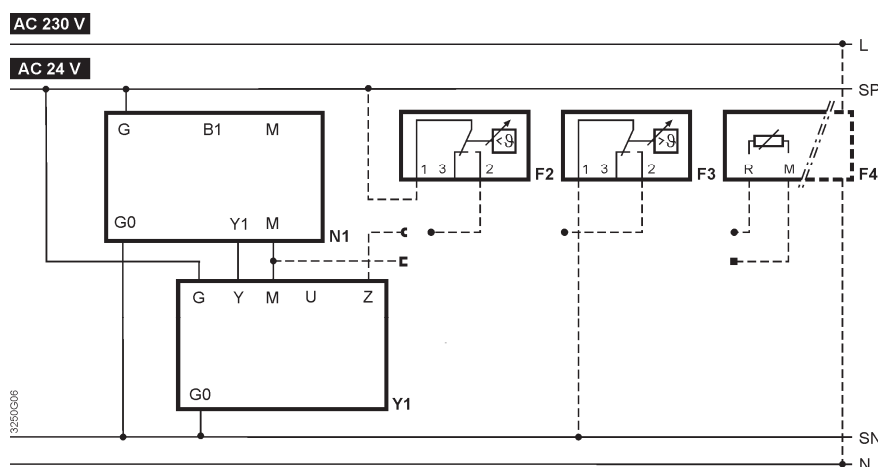 AC 230 V
L
AC 24 V
SP
G B1 M
1 3 2
F2
<ϑ
1 3 2
F3
>ϑ
R M
F4
G0 Y1 M
N1
G Y M U Z
G0
Y1
3250G06
SN
N